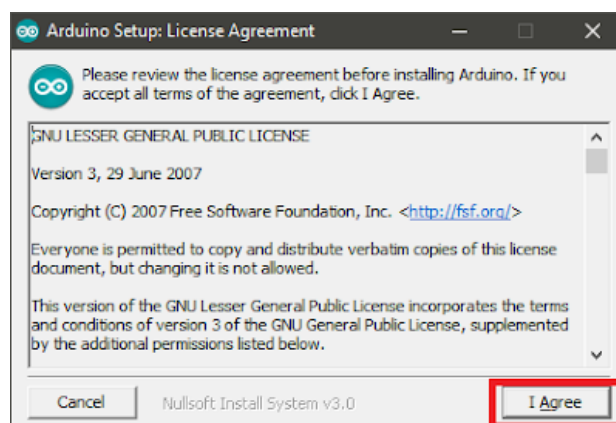 Arduino Setup: License Agreement
Please review the license agreement before installing Arduino. If you
accept all terms of the agreement, click I Agree.
GNU LESSER GENERAL PUBLIC LICENSE
Version 3, 29 June 2007
Copyright (C) 2007 Free Software Foundation, Inc. <http://fsf.org/>
Everyone is permitted to copy and distribute verbatim copies of this license
document, but changing it is not allowed.
This version of the GNU Lesser General Public License incorporates the terms
and conditions of version 3 of the GNU General Public License, supplemented
by the additional permissions listed below.
Cancel
Nullsoft Install System v3.0
I Agree